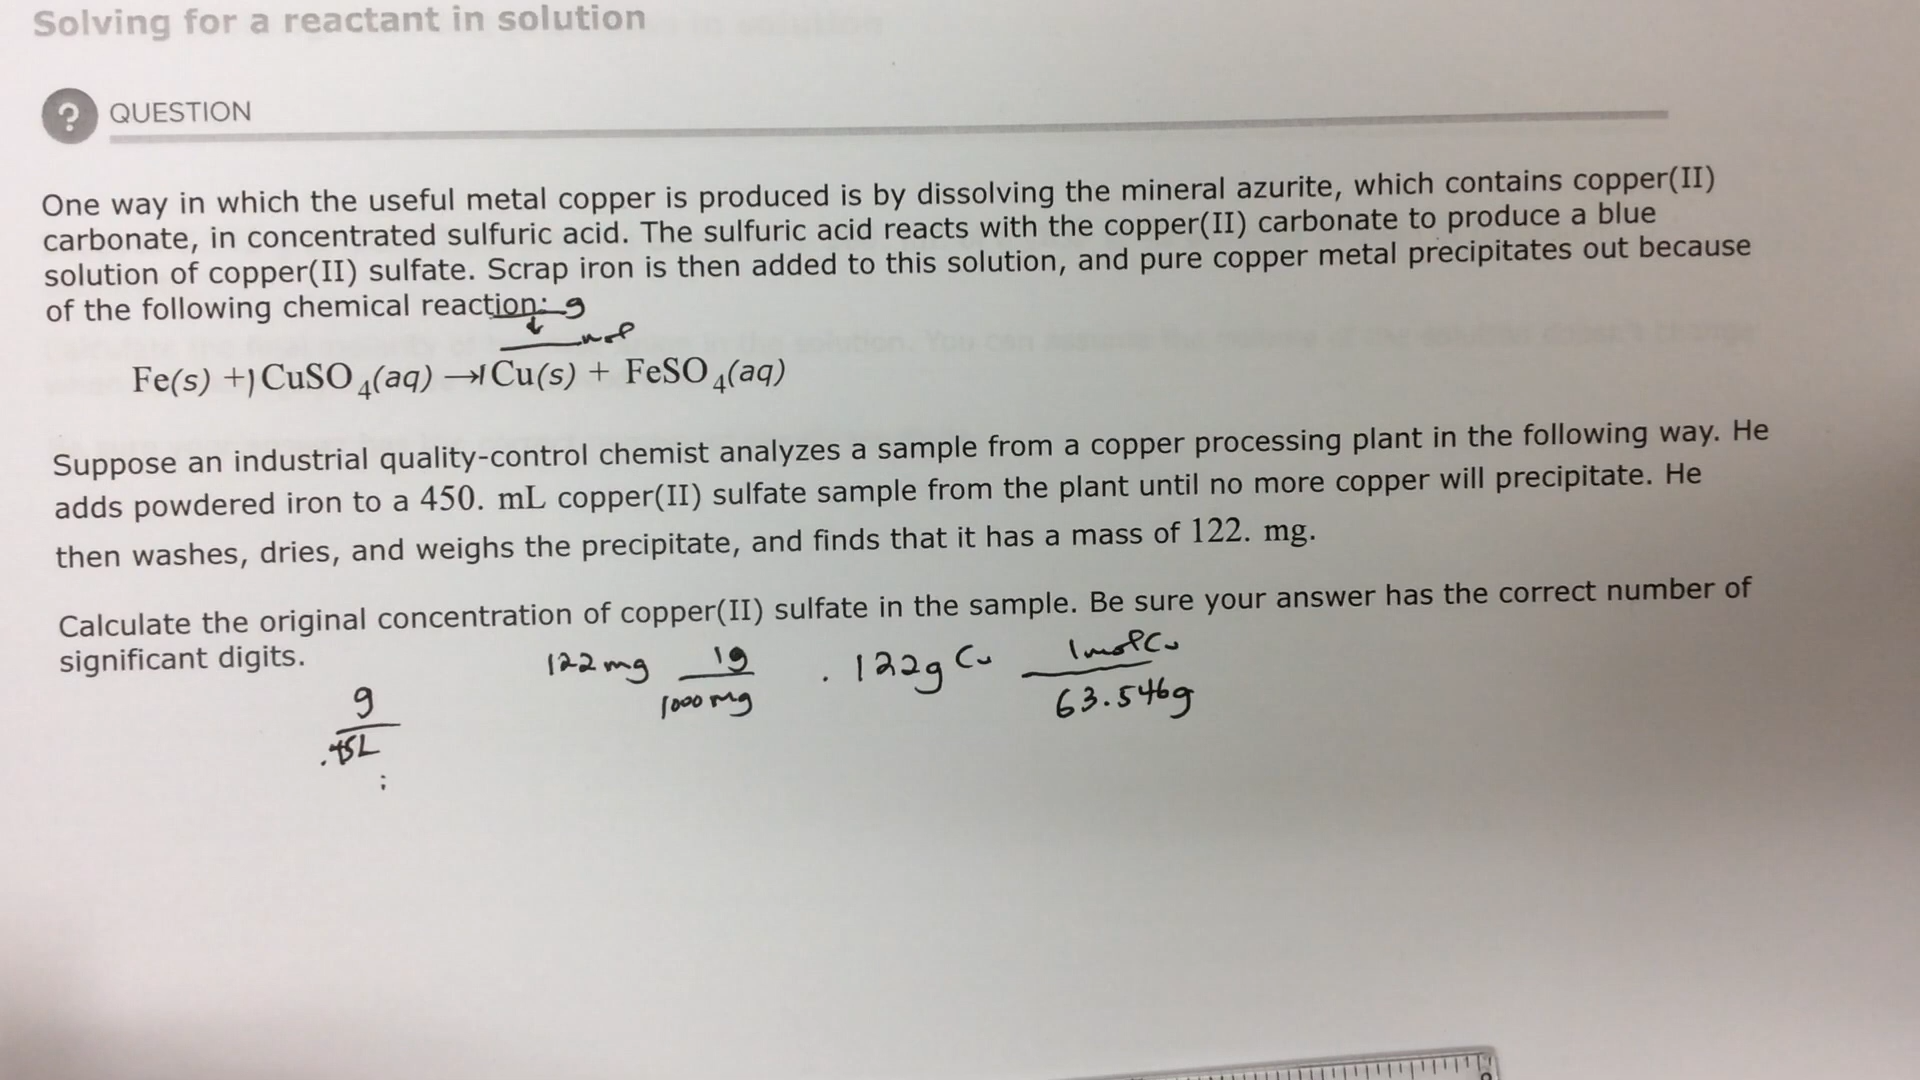 Solving for a reactant in solution
? QUESTION
One way in which the useful metal copper is produced is by dissolving the mineral azurite, which contains copper(II)
carbonate, in concentrated sulfuric acid. The sulfuric acid reacts with the copper(II) carbonate to produce a blue
solution of copper(II) sulfate. Scrap iron is then added to this solution, and pure copper metal precipitates out because
of the following chemical reaction: g
mol
Fe(s) + 1 CuSO4(aq) → 1 Cu(s) + FeSO4(aq)
Suppose an industrial quality-control chemist analyzes a sample from a copper processing plant in the following way. He
adds powdered iron to a 450. mL copper(II) sulfate sample from the plant until no more copper will precipitate. He
then washes, dries, and weighs the precipitate, and finds that it has a mass of 122. mg.
Calculate the original concentration of copper(II) sulfate in the sample. Be sure your answer has the correct number of
significant digits.
122 mg 1g / 1000 mg .122g Cu 1 mol Cu / 63.546g
g / .45L